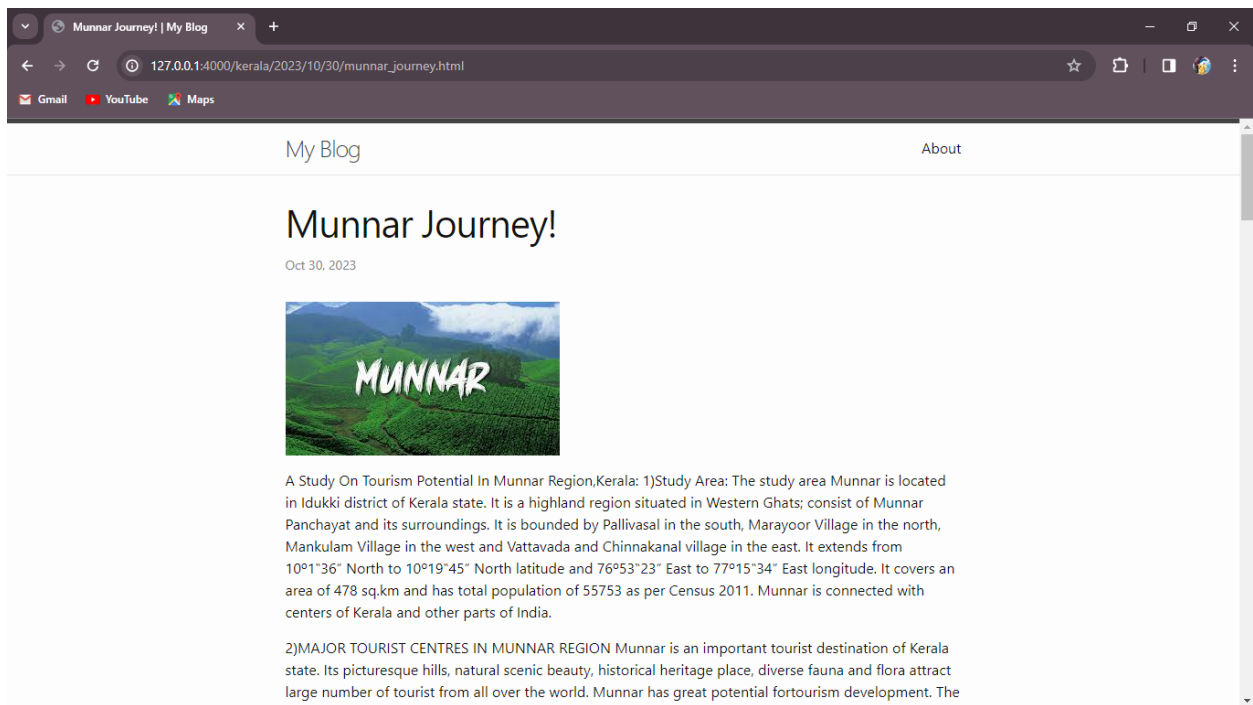 Munnar Journey! | My Blog
127.0.0.1:4000/kerala/2023/10/30/munnar_journey.html
Gmail YouTube Maps
My Blog About
Munnar Journey!
Oct 30, 2023
MUNNAR
A Study On Tourism Potential In Munnar Region,Kerala: 1)Study Area: The study area Munnar is located
in Idukki district of Kerala state. It is a highland region situated in Western Ghats; consist of Munnar
Panchayat and its surroundings. It is bounded by Pallivasal in the south, Marayoor Village in the north,
Mankulam Village in the west and Vattavada and Chinnakanal village in the east. It extends from
10º1‟36″ North to 10º19‟45″ North latitude and 76º53‟23″ East to 77º15‟34″ East longitude. It covers an
area of 478 sq.km and has total population of 55753 as per Census 2011. Munnar is connected with
centers of Kerala and other parts of India.
2)MAJOR TOURIST CENTRES IN MUNNAR REGION Munnar is an important tourist destination of Kerala
state. Its picturesque hills, natural scenic beauty, historical heritage place, diverse fauna and flora attract
large number of tourist from all over the world. Munnar has great potential fortourism development. The